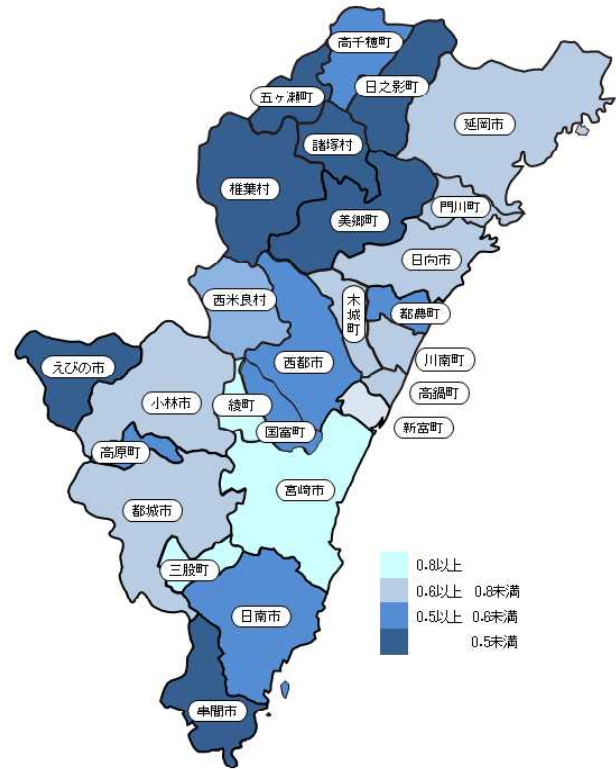 高千穂町
日之影町
五ヶ瀬町
延岡市
諸塚村
椎葉村
門川町
美郷町
日向市
西米良村
木城町
都農町
えびの市
西都市
川南町
小林市
綾町
高鍋町
国富町
新富町
高原町
宮崎市
都城市
三股町
日南市
串間市
0.8以上
0.6以上 0.8未満
0.5以上 0.6未満
0.5未満